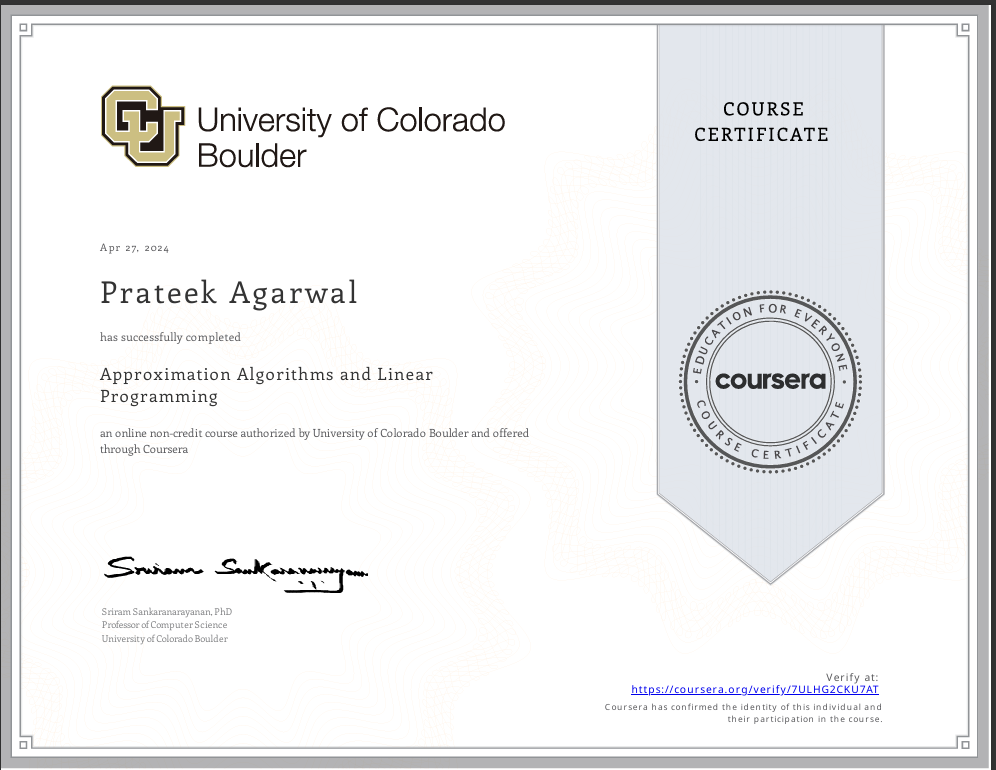 CU
University of Colorado
Boulder
COURSE
CERTIFICATE
Apr 27, 2024
Prateek Agarwal
has successfully completed
Approximation Algorithms and Linear
Programming
an online non-credit course authorized by University of Colorado Boulder and offered
through Coursera
EDUCATION FOR EVERYONE
coursera
COURSE CERTIFICATE
Sriram Sankaranarayanan
Sriram Sankaranarayanan, PhD
Professor of Computer Science
University of Colorado Boulder
Verify at:
https://coursera.org/verify/7ULHG2CKU7AT
Coursera has confirmed the identity of this individual and
their participation in the course.